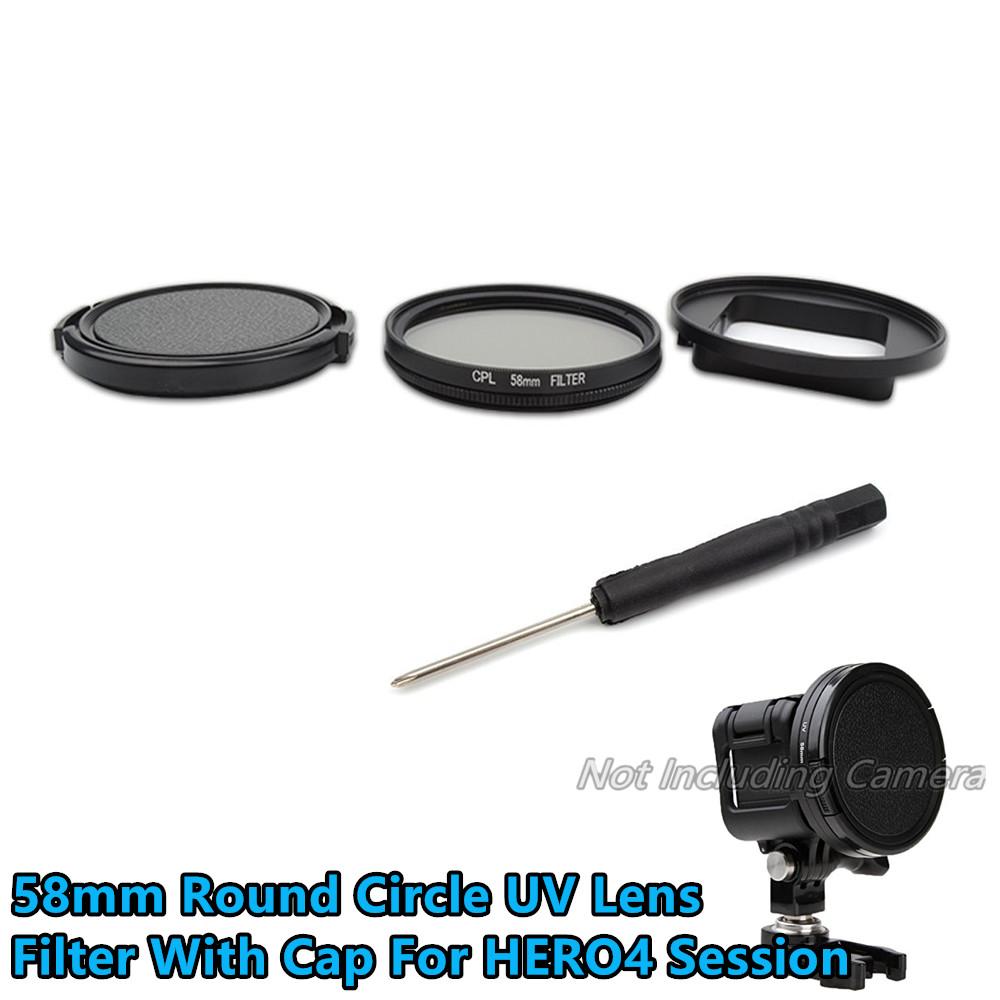 CPL 58mm FILTER
UV 58mm
Not Including Camera
58mm Round Circle UV Lens
Filter With Cap For HERO4 Session